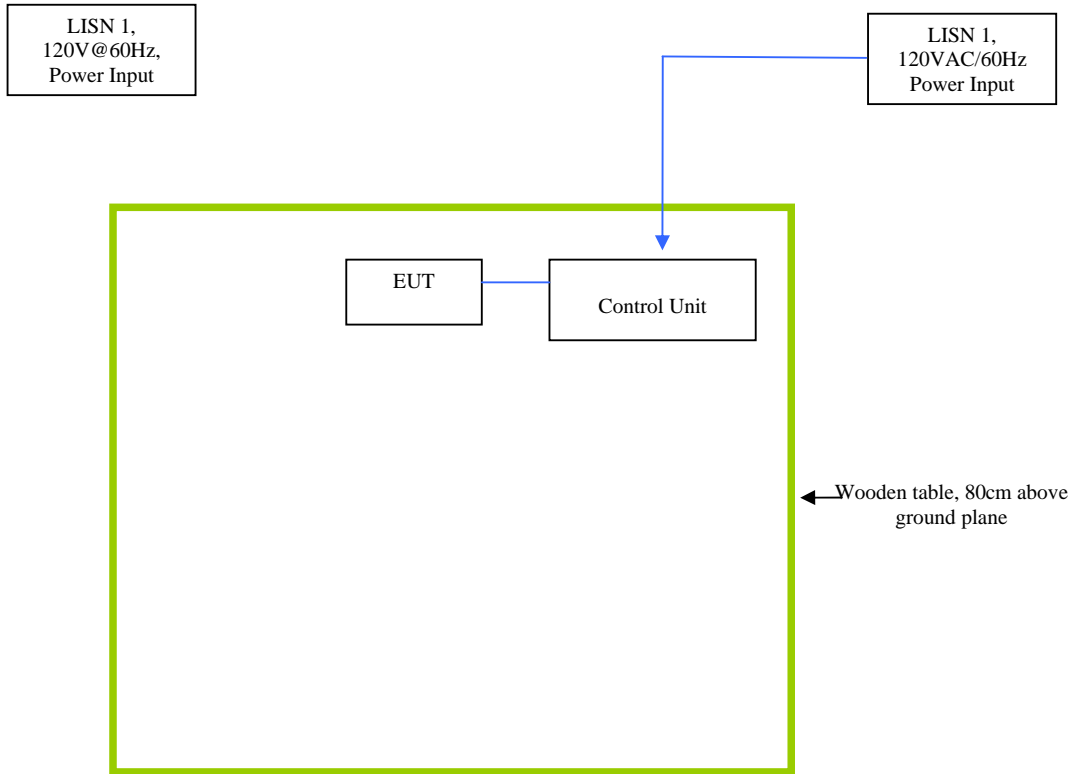 LISN 1,
120V@60Hz,
Power Input
LISN 1,
120VAC/60Hz
Power Input
EUT
Control Unit
Wooden table, 80cm above
ground plane